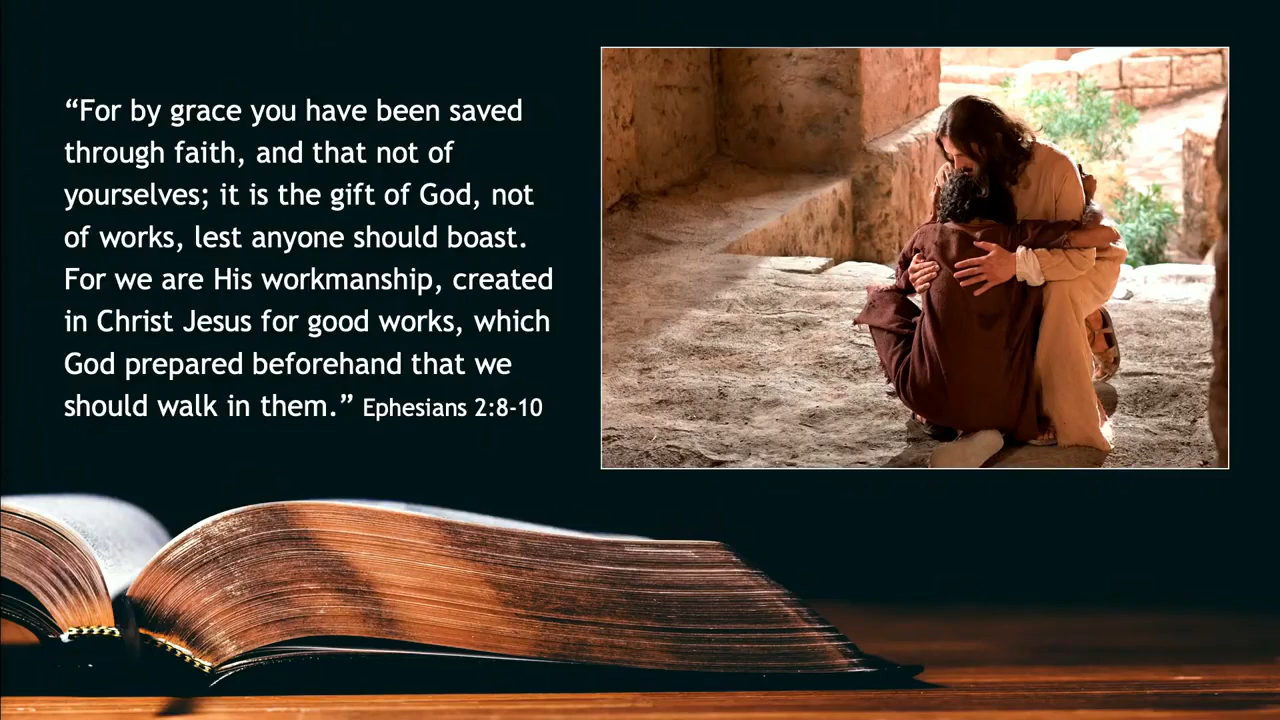 “For by grace you have been saved
through faith, and that not of
yourselves; it is the gift of God, not
of works, lest anyone should boast.
For we are His workmanship, created
in Christ Jesus for good works, which
God prepared beforehand that we
should walk in them.” Ephesians 2:8-10